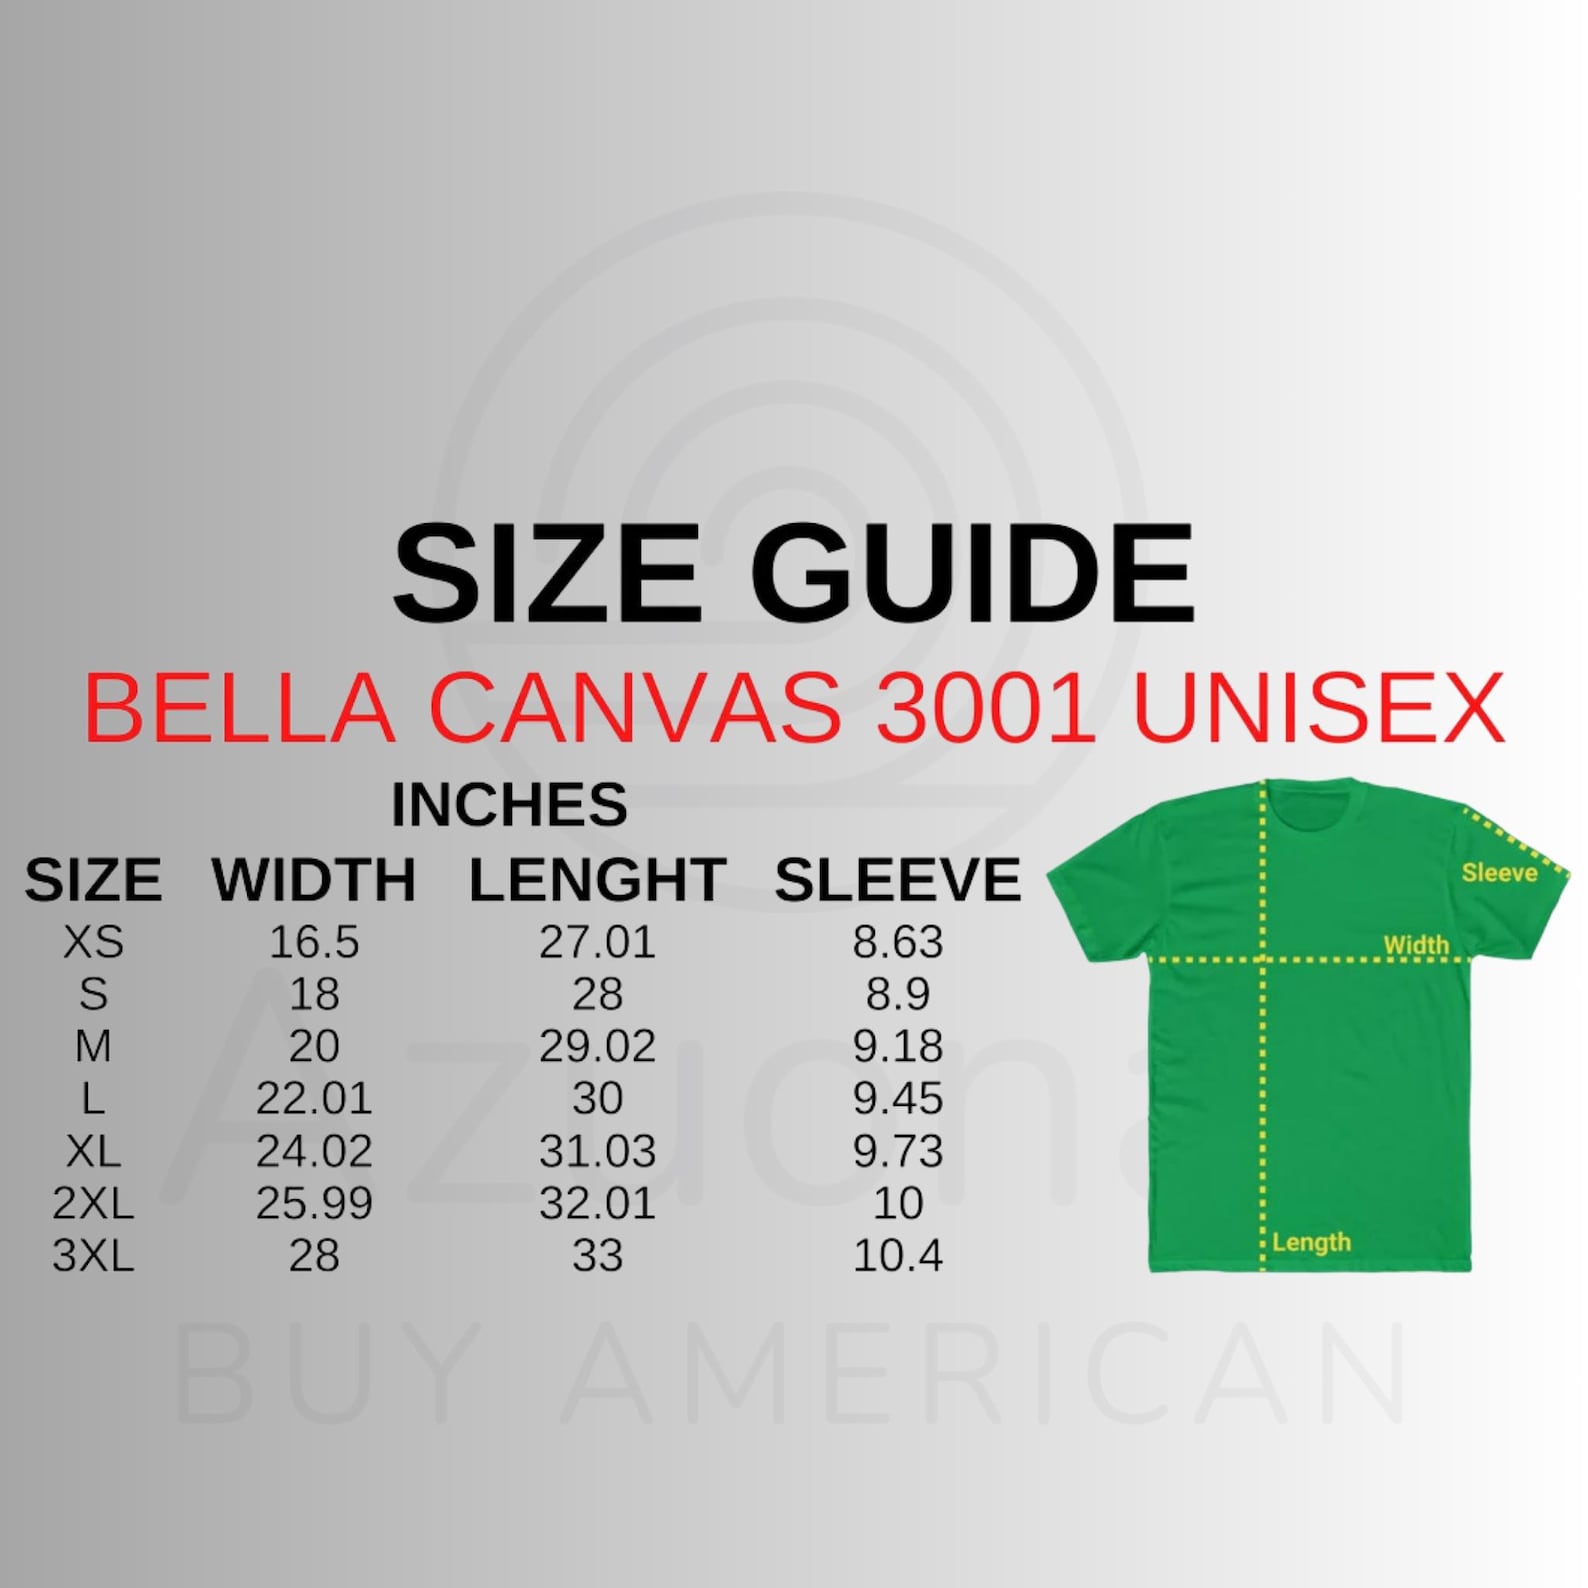 SIZE GUIDE
BELLA CANVAS 3001 UNISEX
INCHES
SIZE WIDTH LENGHT SLEEVE
XS 16.5 27.01 8.63
S 18 28 8.9
M 20 29.02 9.18
L 22.01 30 9.45
XL 24.02 31.03 9.73
2XL 25.99 32.01 10
3XL 28 33 10.4
Sleeve
Width
Length
BUY AMERICAN